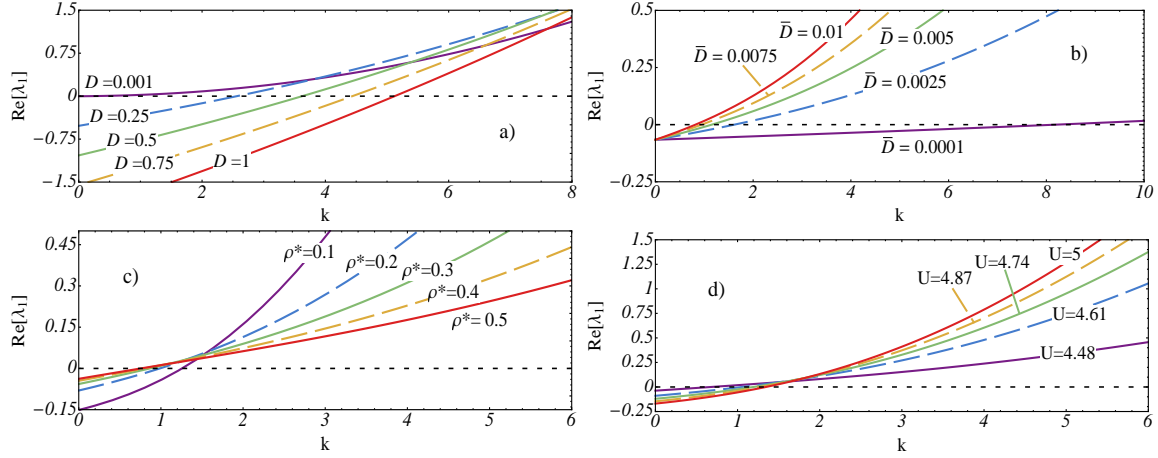 1.5
0.75
0
−0.75
−1.5
Re[λ1]
D =0.001
D =0.25
D=0.5
D=0.75
D =1
a)
0 2 4 6 8
k
0.5
0.25
0
−0.25
Re[λ1]
D̄=0.01
D̄=0.0075
D̄=0.005
D̄=0.0025
D̄=0.0001
b)
0 2 4 6 8 10
k
0.45
0.3
0.15
0
−0.15
Re[λ1]
c)
ρ*=0.1
ρ*=0.2
ρ*=0.3
ρ*=0.4
ρ*=0.5
0 1 2 3 4 5 6
k
1.5
1.25
1
0.75
0.5
0.25
0
−0.25
Re[λ1]
d)
U=4.87
U=4.74
U=5
U=4.61
U=4.48
0 1 2 3 4 5 6
k